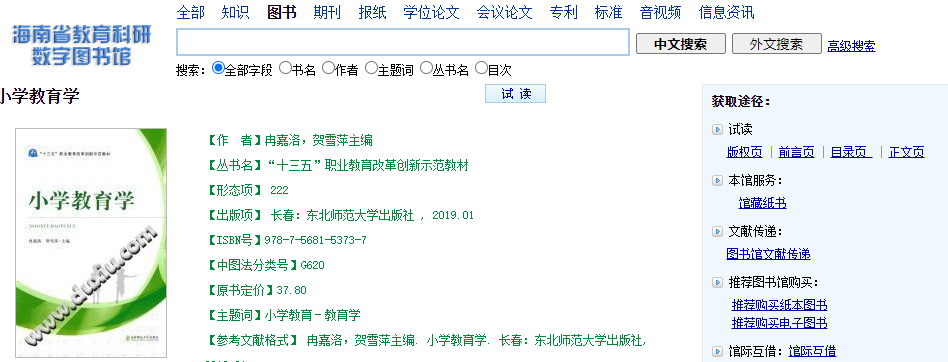 海南省教育科研
数字图书馆
全部 知识 图书 期刊 报纸 学位论文 会议论文 专利 标准 音视频 信息资讯
中文搜索 外文搜索 高级搜索
搜索: 全部字段 书名 作者 主题词 丛书名 目次
小学教育学
试 读
“十三五”职业教育改革创新示范教材
小学教育学
XIAOXUE JIAOYUXUE
冉嘉洛 贺雪萍·主编
www.duxiu.com
东北师范大学出版社
【作 者】冉嘉洛，贺雪萍主编
【丛书名】“十三五”职业教育改革创新示范教材
【形态项】 222
【出版项】 长春：东北师范大学出版社 , 2019.01
【ISBN号】978-7-5681-5373-7
【中图法分类号】G620
【原书定价】37.80
【主题词】小学教育－教育学
【参考文献格式】 冉嘉洛，贺雪萍主编. 小学教育学. 长春：东北师范大学出版社,
获取途径：
试读
版权页 | 前言页 | 目录页 | 正文页
本馆服务：
馆藏纸书
文献传递：
图书馆文献传递
推荐图书馆购买：
推荐购买纸本图书
推荐购买电子图书
馆际互借：馆际互借